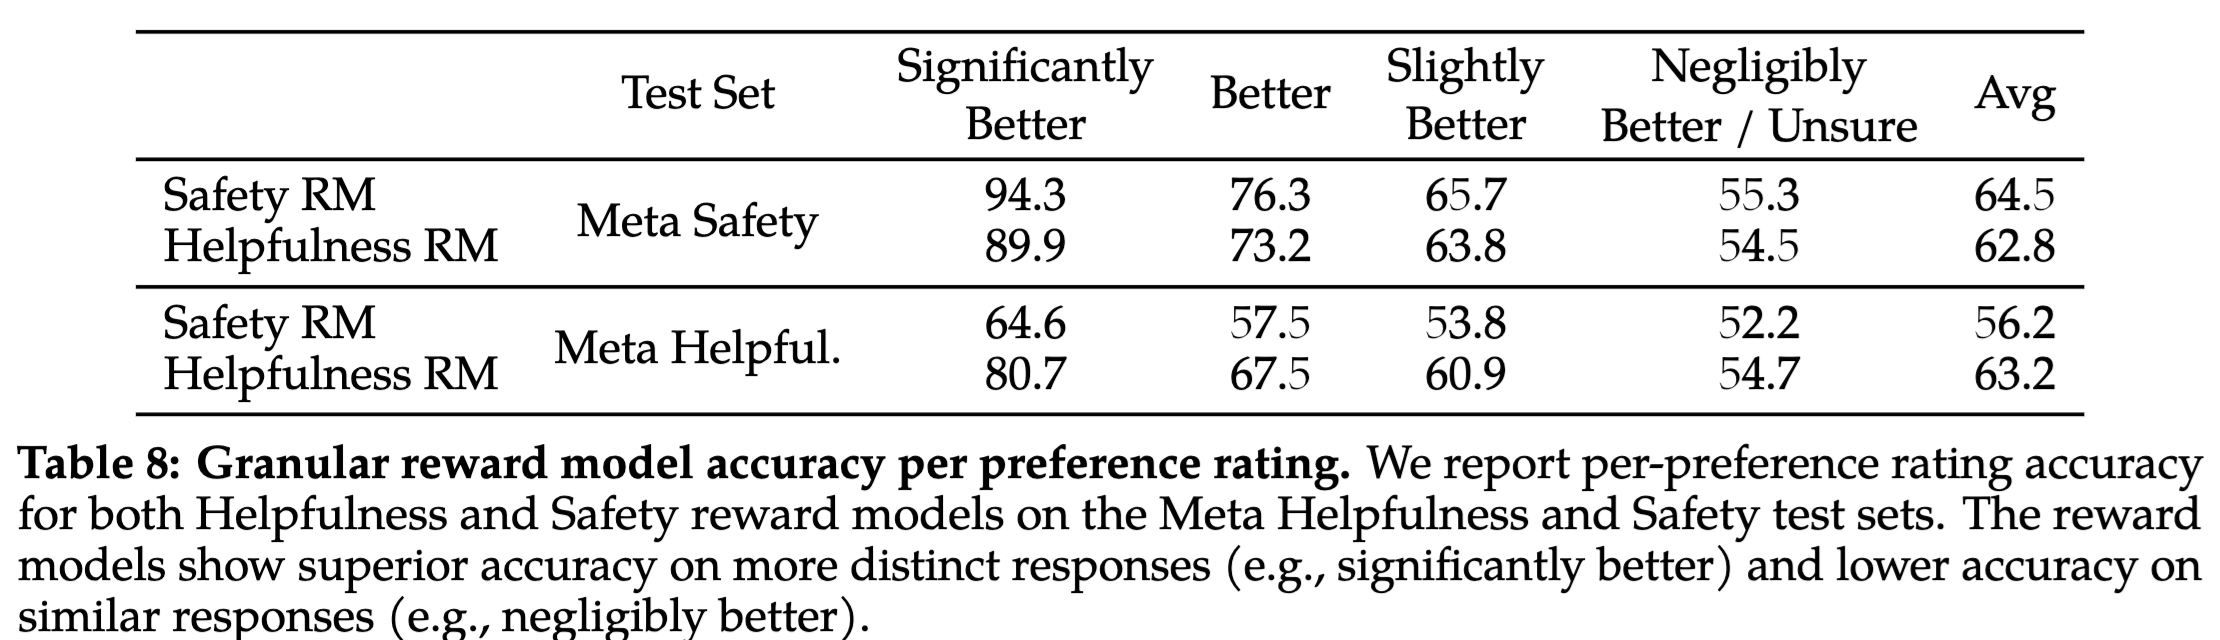 Test Set Significantly Better Better Slightly Better Negligibly Better / Unsure Avg
Safety RM Meta Safety 94.3 76.3 65.7 55.3 64.5
Helpfulness RM 89.9 73.2 63.8 54.5 62.8
Safety RM Meta Helpful. 64.6 57.5 53.8 52.2 56.2
Helpfulness RM 80.7 67.5 60.9 54.7 63.2
Table 8: Granular reward model accuracy per preference rating. We report per-preference rating accuracy
for both Helpfulness and Safety reward models on the Meta Helpfulness and Safety test sets. The reward
models show superior accuracy on more distinct responses (e.g., significantly better) and lower accuracy on
similar responses (e.g., negligibly better).